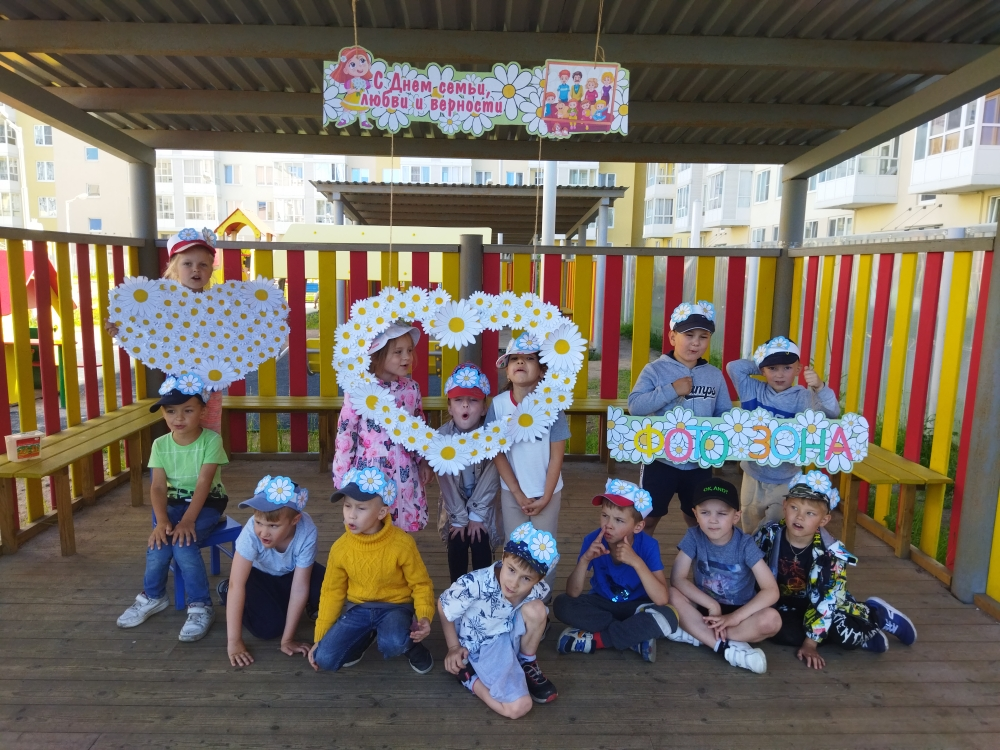 С Днем семьи,
любви и верности
ФОТО ЗОНА